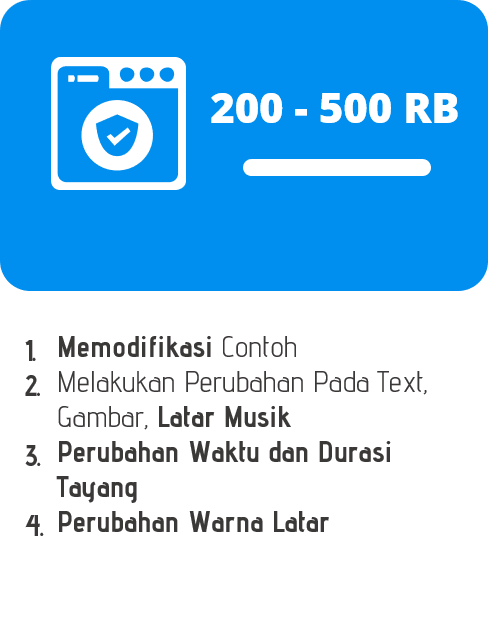 200 - 500 RB
1. Memodifikasi Contoh
2. Melakukan Perubahan Pada Text,
Gambar, Latar Musik
3. Perubahan Waktu dan Durasi
Tayang
4. Perubahan Warna Latar